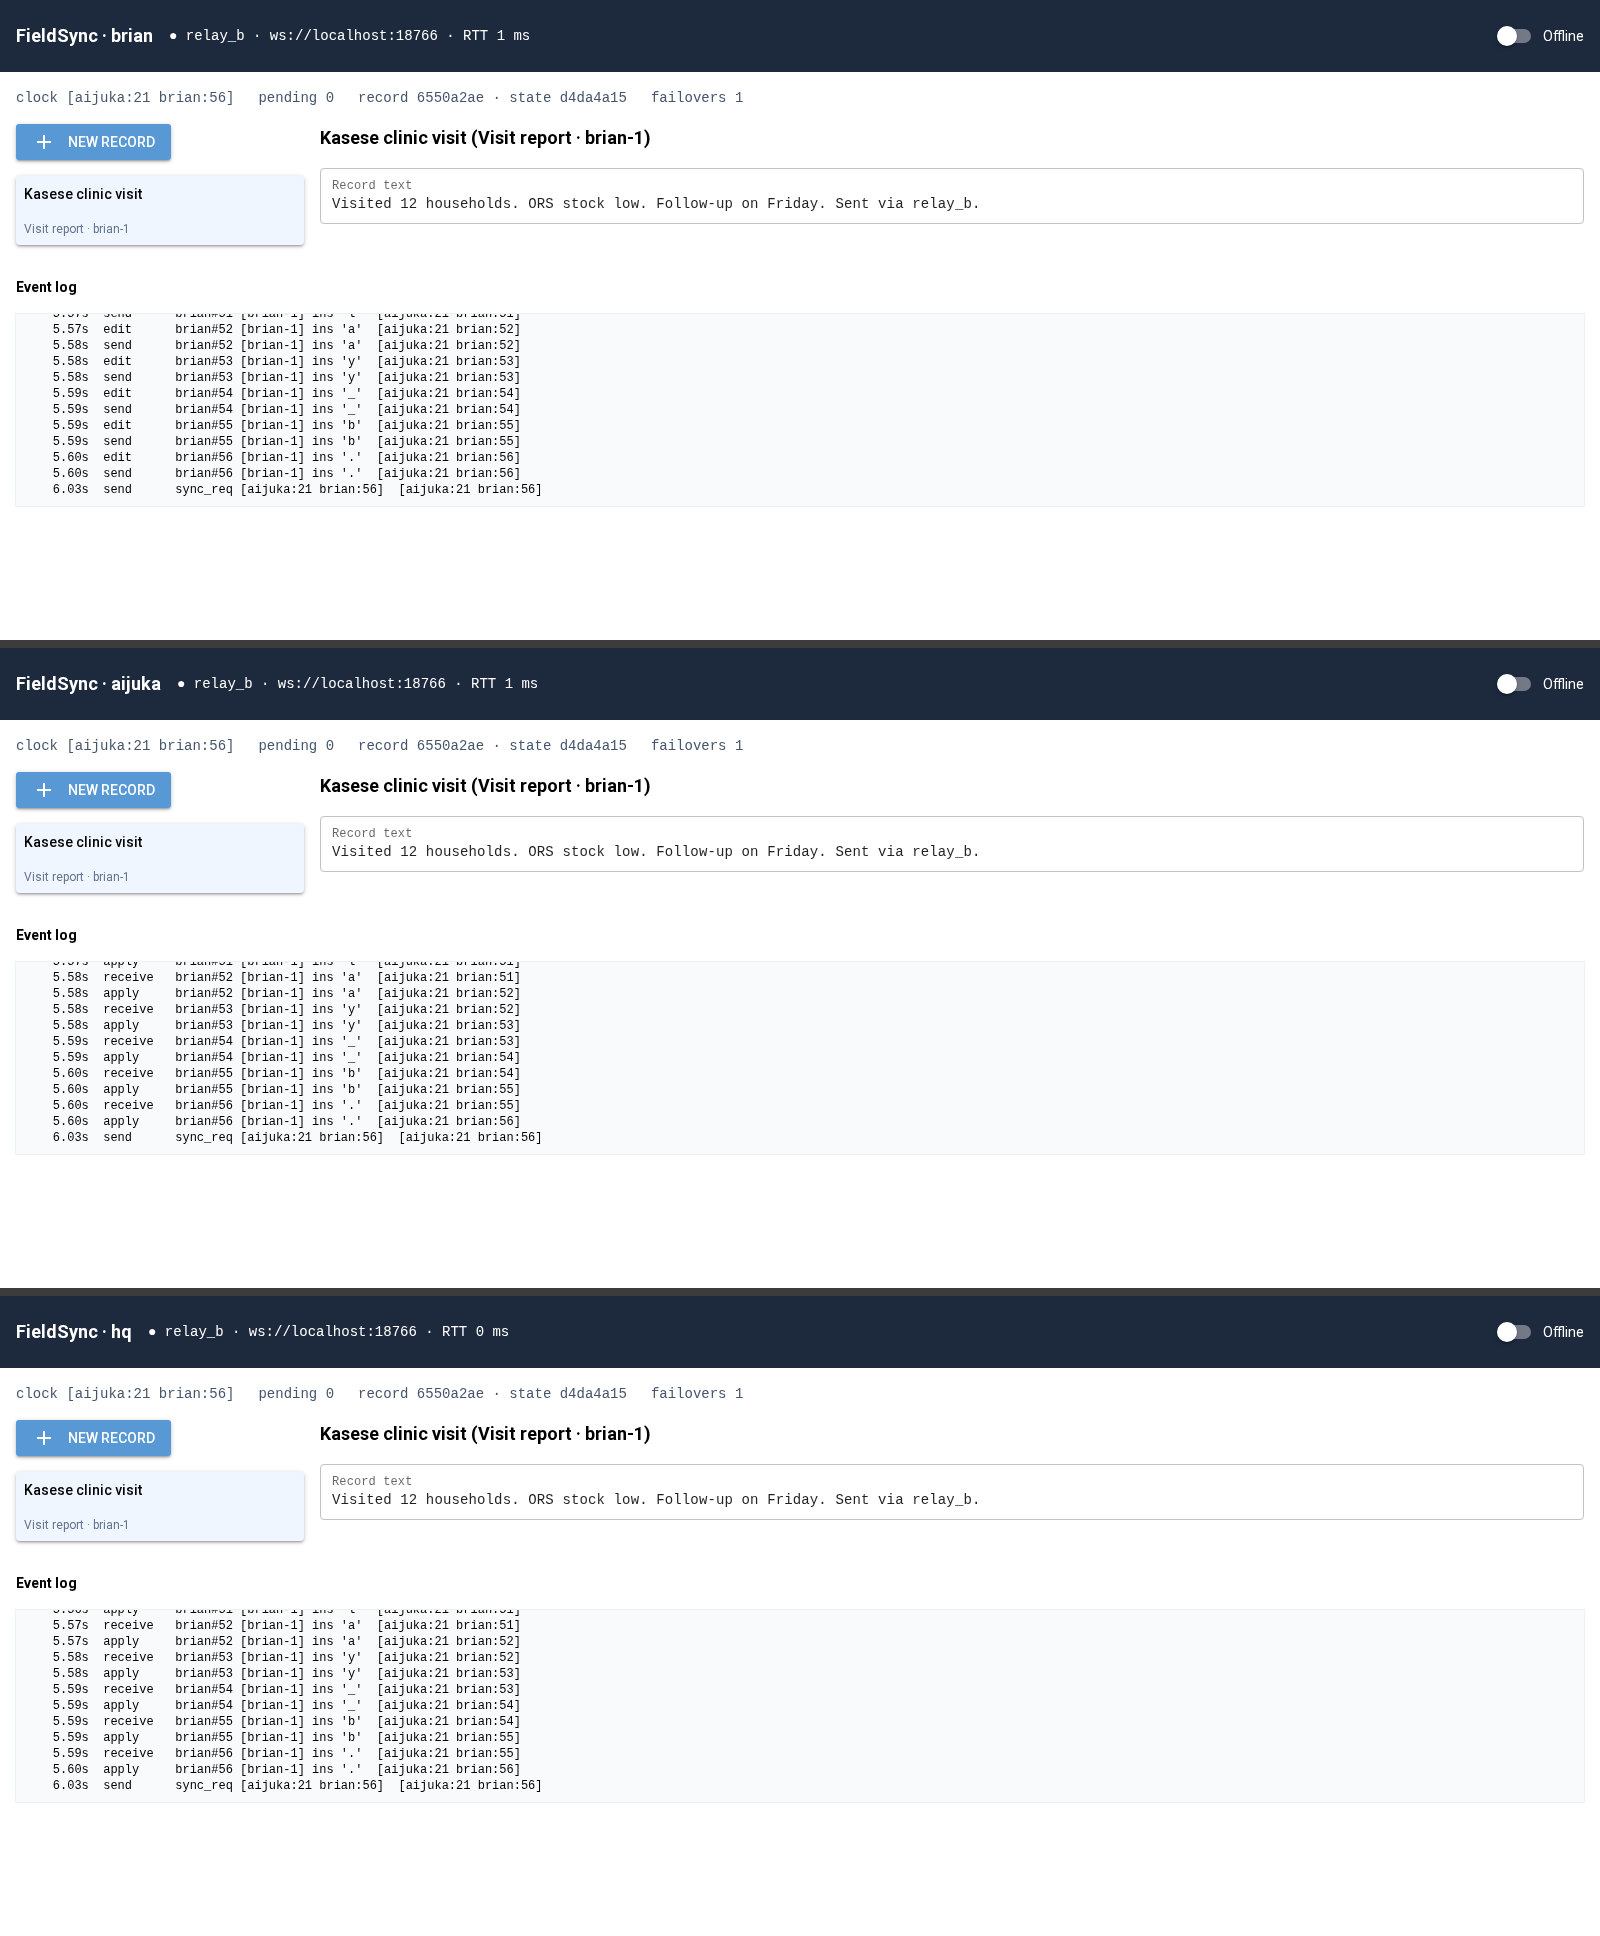 FieldSync · brian ● relay_b · ws://localhost:18766 · RTT 1 ms Offline
clock [aijuka:21 brian:56] pending 0 record 6550a2ae · state d4da4a15 failovers 1
NEW RECORD
Kasese clinic visit
Visit report · brian-1
Kasese clinic visit (Visit report · brian-1)
Record text
Visited 12 households. ORS stock low. Follow-up on Friday. Sent via relay_b.
Event log
5.57s edit brian#52 [brian-1] ins 'a' [aijuka:21 brian:52]
5.58s send brian#52 [brian-1] ins 'a' [aijuka:21 brian:52]
5.58s edit brian#53 [brian-1] ins 'y' [aijuka:21 brian:53]
5.58s send brian#53 [brian-1] ins 'y' [aijuka:21 brian:53]
5.59s edit brian#54 [brian-1] ins '_' [aijuka:21 brian:54]
5.59s send brian#54 [brian-1] ins '_' [aijuka:21 brian:54]
5.59s edit brian#55 [brian-1] ins 'b' [aijuka:21 brian:55]
5.59s send brian#55 [brian-1] ins 'b' [aijuka:21 brian:55]
5.60s edit brian#56 [brian-1] ins '.' [aijuka:21 brian:56]
5.60s send brian#56 [brian-1] ins '.' [aijuka:21 brian:56]
6.03s send sync_req [aijuka:21 brian:56] [aijuka:21 brian:56]
FieldSync · aijuka ● relay_b · ws://localhost:18766 · RTT 1 ms Offline
clock [aijuka:21 brian:56] pending 0 record 6550a2ae · state d4da4a15 failovers 1
NEW RECORD
Kasese clinic visit
Visit report · brian-1
Kasese clinic visit (Visit report · brian-1)
Record text
Visited 12 households. ORS stock low. Follow-up on Friday. Sent via relay_b.
Event log
5.58s receive brian#52 [brian-1] ins 'a' [aijuka:21 brian:51]
5.58s apply brian#52 [brian-1] ins 'a' [aijuka:21 brian:52]
5.58s receive brian#53 [brian-1] ins 'y' [aijuka:21 brian:52]
5.58s apply brian#53 [brian-1] ins 'y' [aijuka:21 brian:53]
5.59s receive brian#54 [brian-1] ins '_' [aijuka:21 brian:53]
5.59s apply brian#54 [brian-1] ins '_' [aijuka:21 brian:54]
5.60s receive brian#55 [brian-1] ins 'b' [aijuka:21 brian:54]
5.60s apply brian#55 [brian-1] ins 'b' [aijuka:21 brian:55]
5.60s receive brian#56 [brian-1] ins '.' [aijuka:21 brian:55]
5.60s apply brian#56 [brian-1] ins '.' [aijuka:21 brian:56]
6.03s send sync_req [aijuka:21 brian:56] [aijuka:21 brian:56]
FieldSync · hq ● relay_b · ws://localhost:18766 · RTT 0 ms Offline
clock [aijuka:21 brian:56] pending 0 record 6550a2ae · state d4da4a15 failovers 1
NEW RECORD
Kasese clinic visit
Visit report · brian-1
Kasese clinic visit (Visit report · brian-1)
Record text
Visited 12 households. ORS stock low. Follow-up on Friday. Sent via relay_b.
Event log
5.57s receive brian#52 [brian-1] ins 'a' [aijuka:21 brian:51]
5.57s apply brian#52 [brian-1] ins 'a' [aijuka:21 brian:52]
5.58s receive brian#53 [brian-1] ins 'y' [aijuka:21 brian:52]
5.58s apply brian#53 [brian-1] ins 'y' [aijuka:21 brian:53]
5.59s receive brian#54 [brian-1] ins '_' [aijuka:21 brian:53]
5.59s apply brian#54 [brian-1] ins '_' [aijuka:21 brian:54]
5.59s receive brian#55 [brian-1] ins 'b' [aijuka:21 brian:54]
5.59s apply brian#55 [brian-1] ins 'b' [aijuka:21 brian:55]
5.59s receive brian#56 [brian-1] ins '.' [aijuka:21 brian:55]
5.60s apply brian#56 [brian-1] ins '.' [aijuka:21 brian:56]
6.03s send sync_req [aijuka:21 brian:56] [aijuka:21 brian:56]